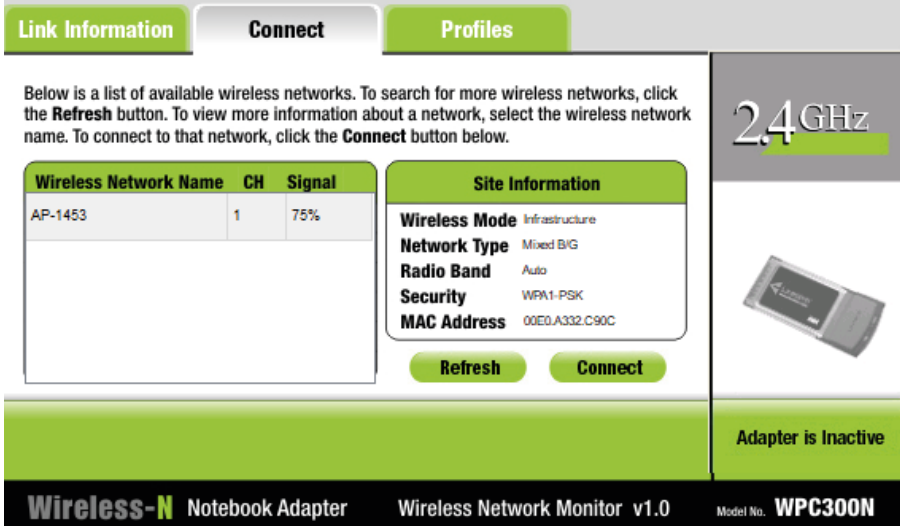 Link Information
Connect
Profiles
Below is a list of available wireless networks. To search for more wireless networks, click
the Refresh button. To view more information about a network, select the wireless network
name. To connect to that network, click the Connect button below.
2.4GHz
Wireless Network Name CH Signal
AP-1453 1 75%
Site Information
Wireless Mode Infrastructure
Network Type Mixed B/G
Radio Band Auto
Security WPA1-PSK
MAC Address 00E0.A332.C90C
Refresh
Connect
Adapter is Inactive
Wireless-N Notebook Adapter Wireless Network Monitor v1.0 Model No. WPC300N